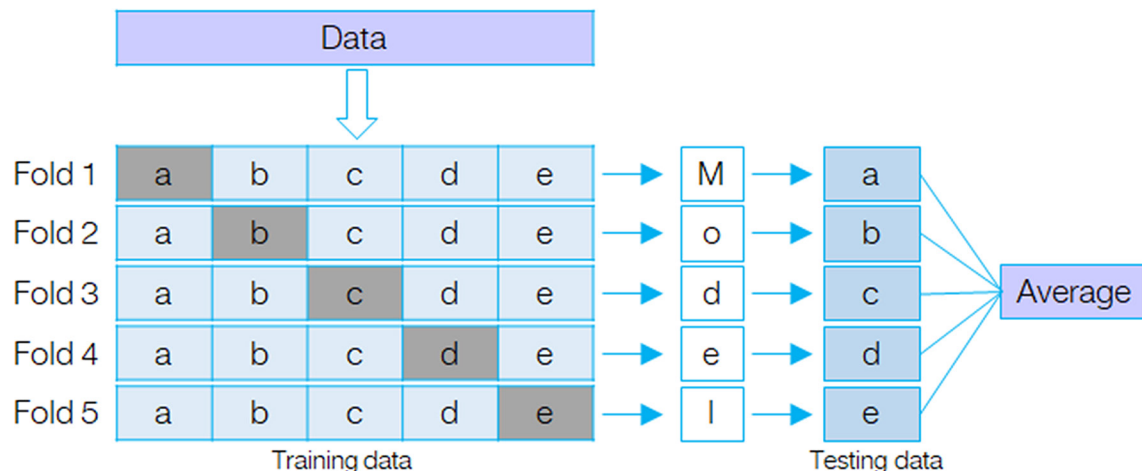 Data
Fold 1 a b c d e M a
Fold 2 a b c d e o b
Fold 3 a b c d e d c
Average
Fold 4 a b c d e e d
Fold 5 a b c d e l e
Training data Testing data